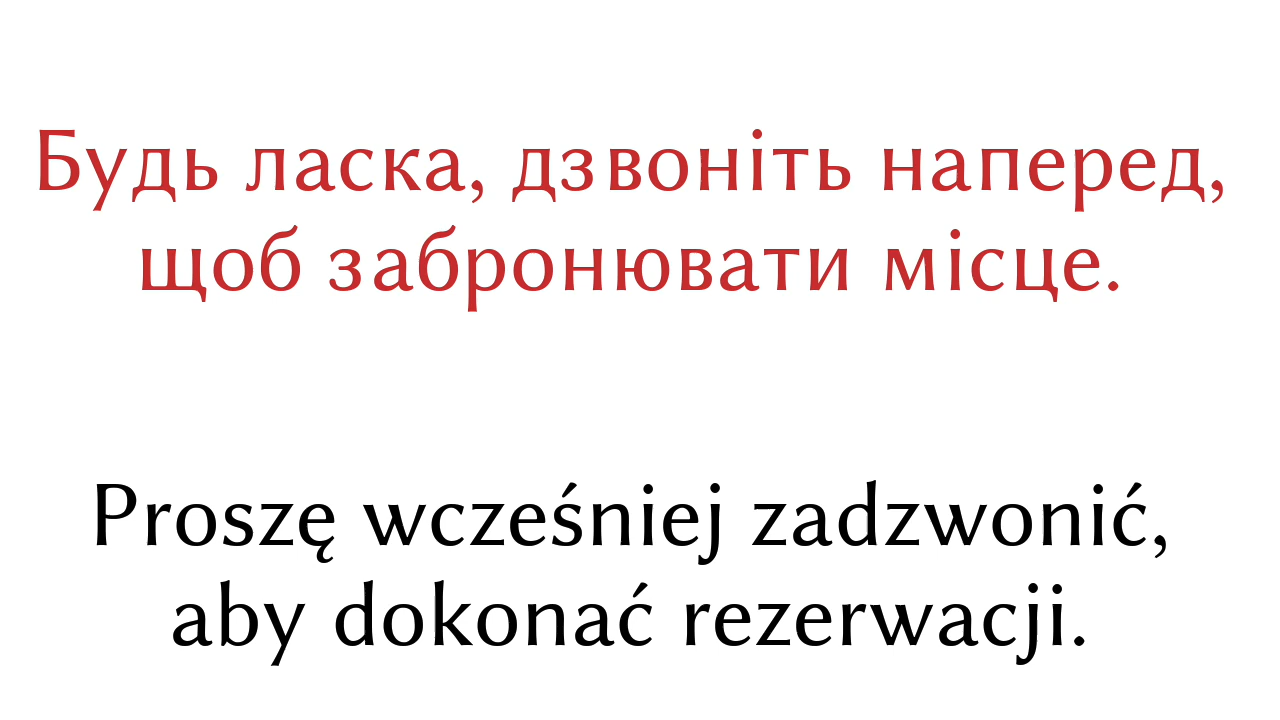 Будь ласка, дзвоніть наперед,
щоб забронювати місце.
Proszę wcześniej zadzwonić,
aby dokonać rezerwacji.